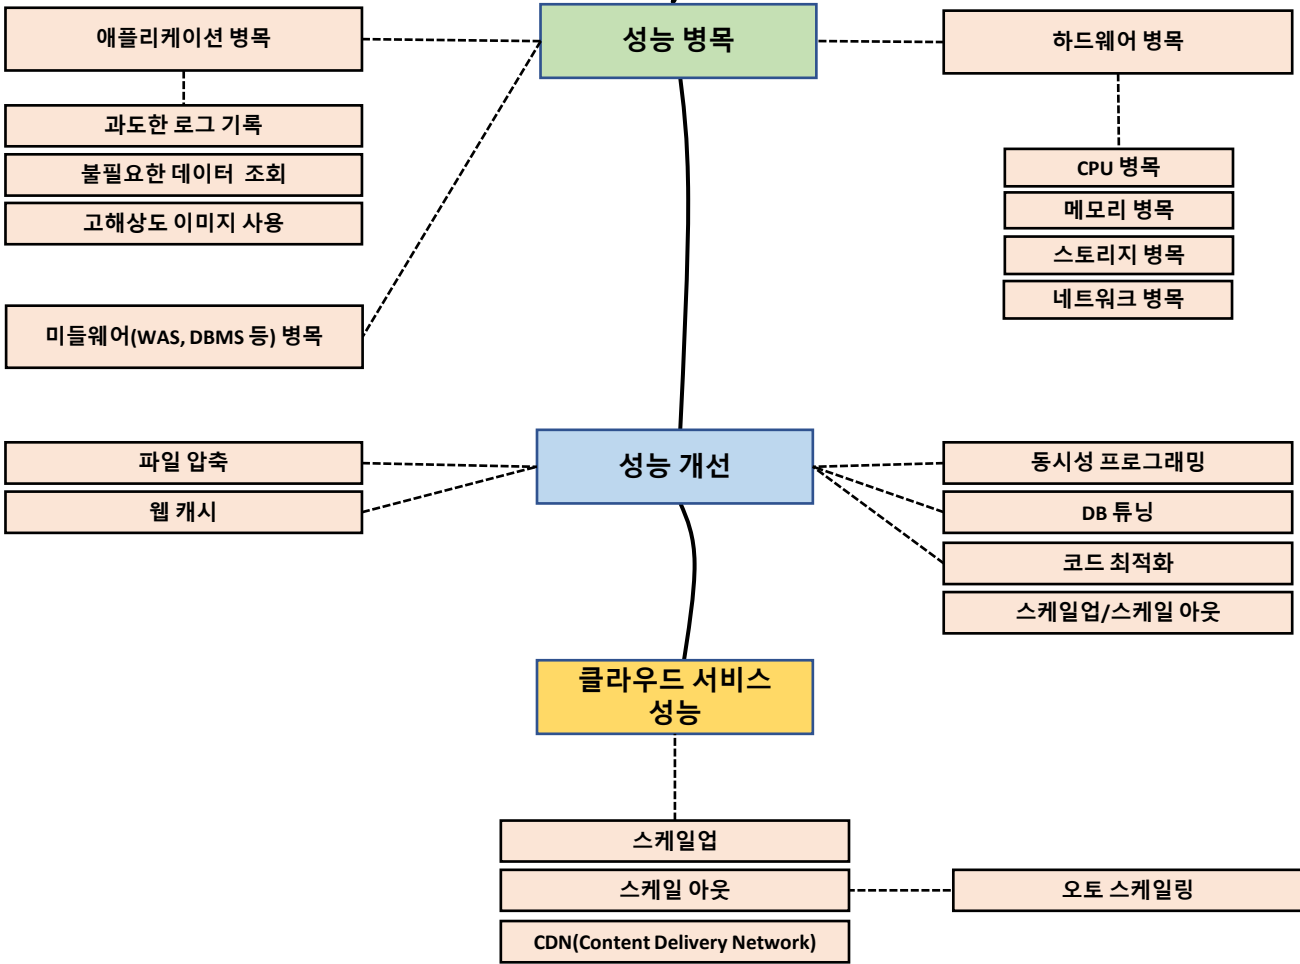 애플리케이션 병목
성능 병목
하드웨어 병목
과도한 로그 기록
불필요한 데이터 조회
고해상도 이미지 사용
CPU 병목
메모리 병목
스토리지 병목
네트워크 병목
미들웨어(WAS, DBMS 등) 병목
파일 압축
웹 캐시
성능 개선
동시성 프로그래밍
DB 튜닝
코드 최적화
스케일업/스케일 아웃
클라우드 서비스
성능
스케일업
스케일 아웃
오토 스케일링
CDN(Content Delivery Network)